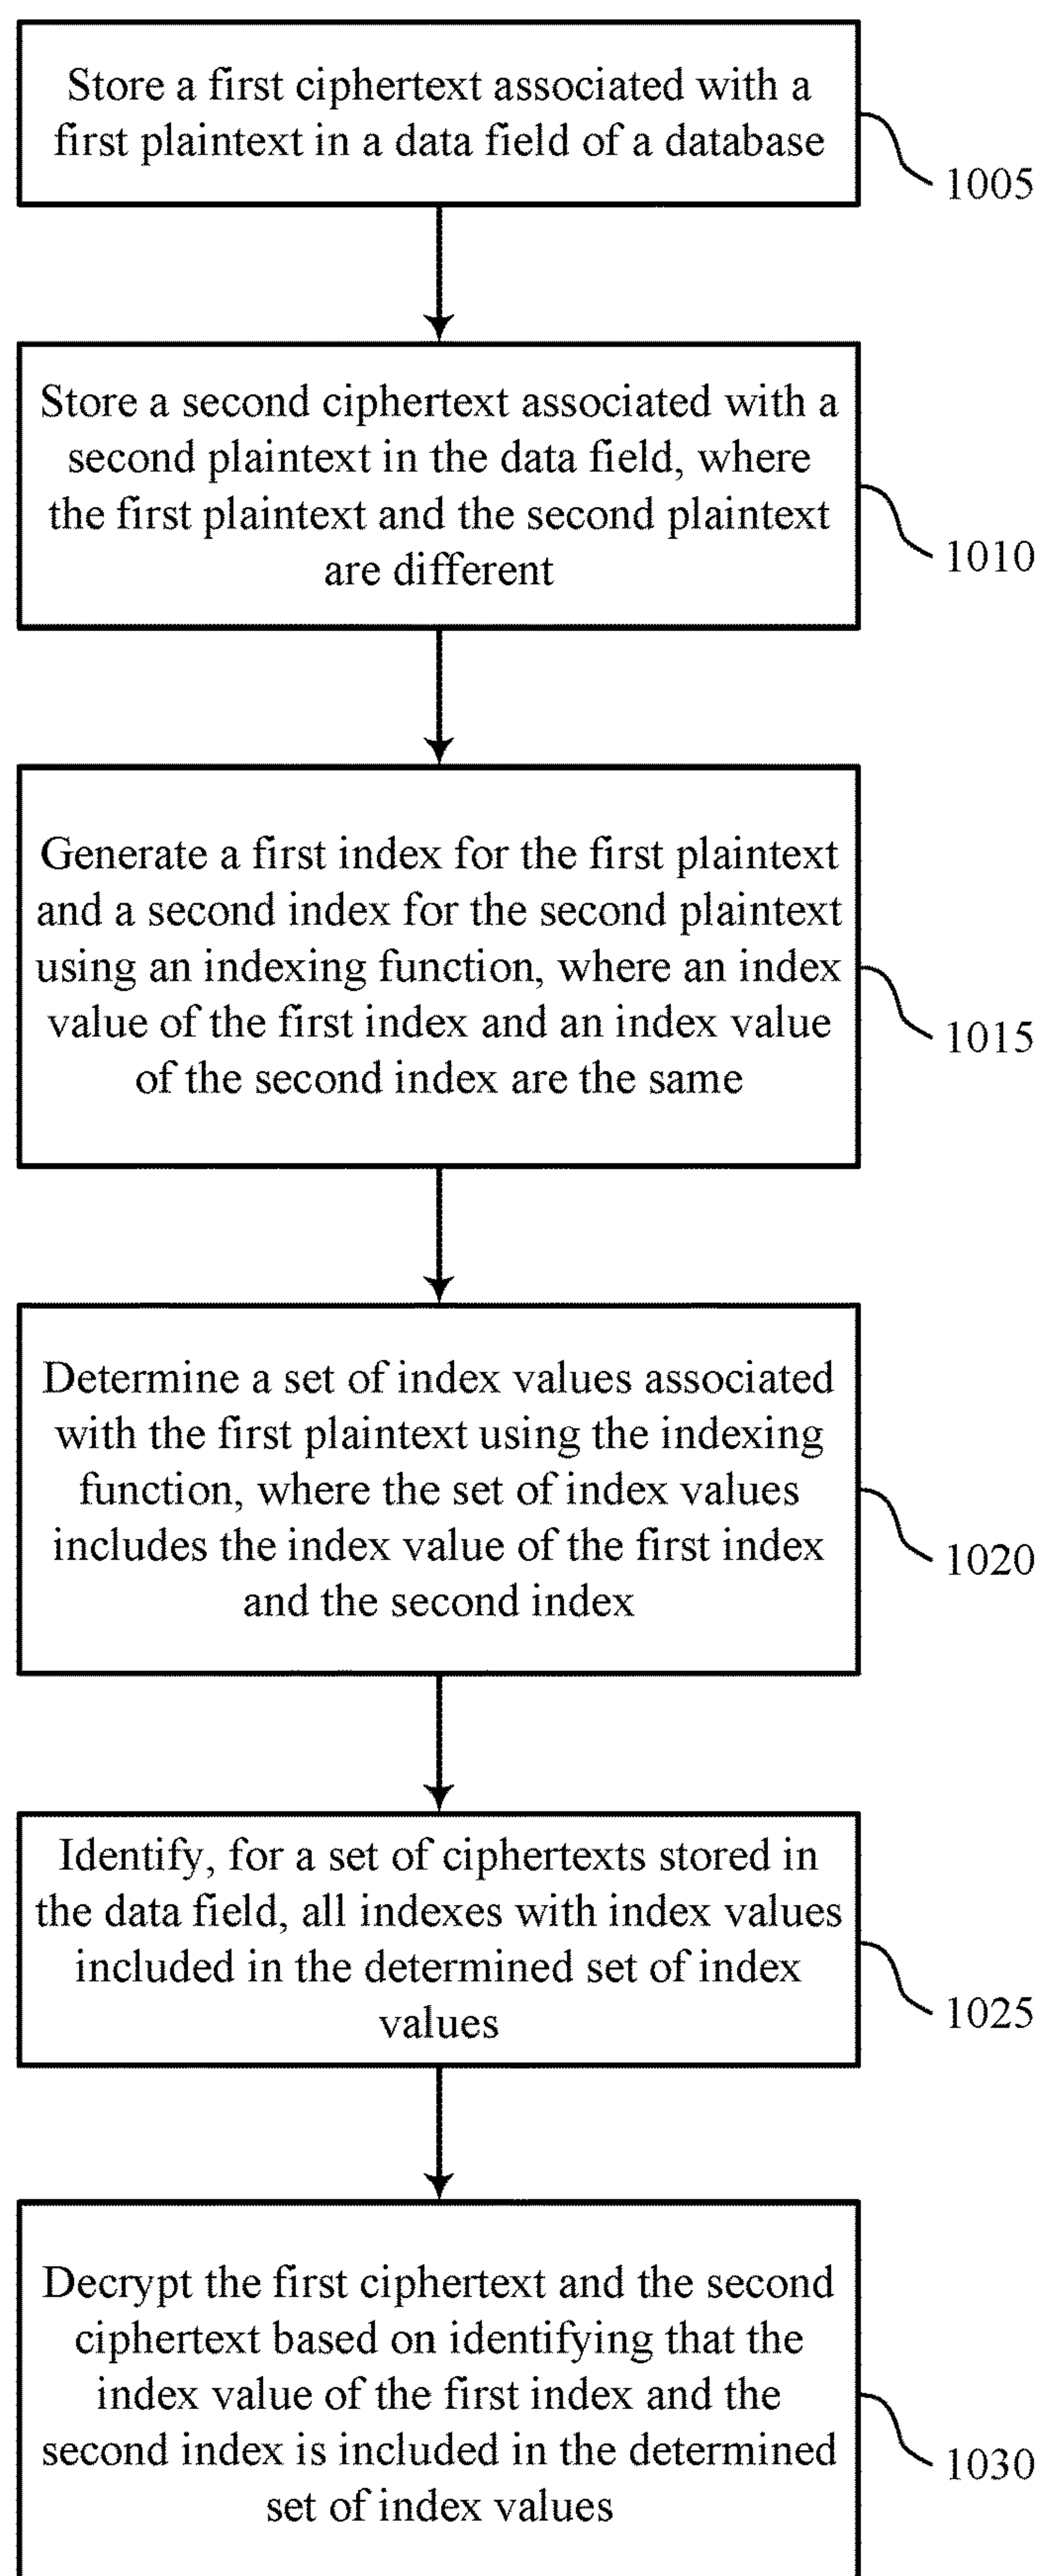 Store a first ciphertext associated with a
first plaintext in a data field of a database
1005
Store a second ciphertext associated with a
second plaintext in the data field, where
the first plaintext and the second plaintext
are different
1010
Generate a first index for the first plaintext
and a second index for the second plaintext
using an indexing function, where an index
value of the first index and an index value
of the second index are the same
1015
Determine a set of index values associated
with the first plaintext using the indexing
function, where the set of index values
includes the index value of the first index
and the second index
1020
Identify, for a set of ciphertexts stored in
the data field, all indexes with index values
included in the determined set of index
values
1025
Decrypt the first ciphertext and the second
ciphertext based on identifying that the
index value of the first index and the
second index is included in the determined
set of index values
1030